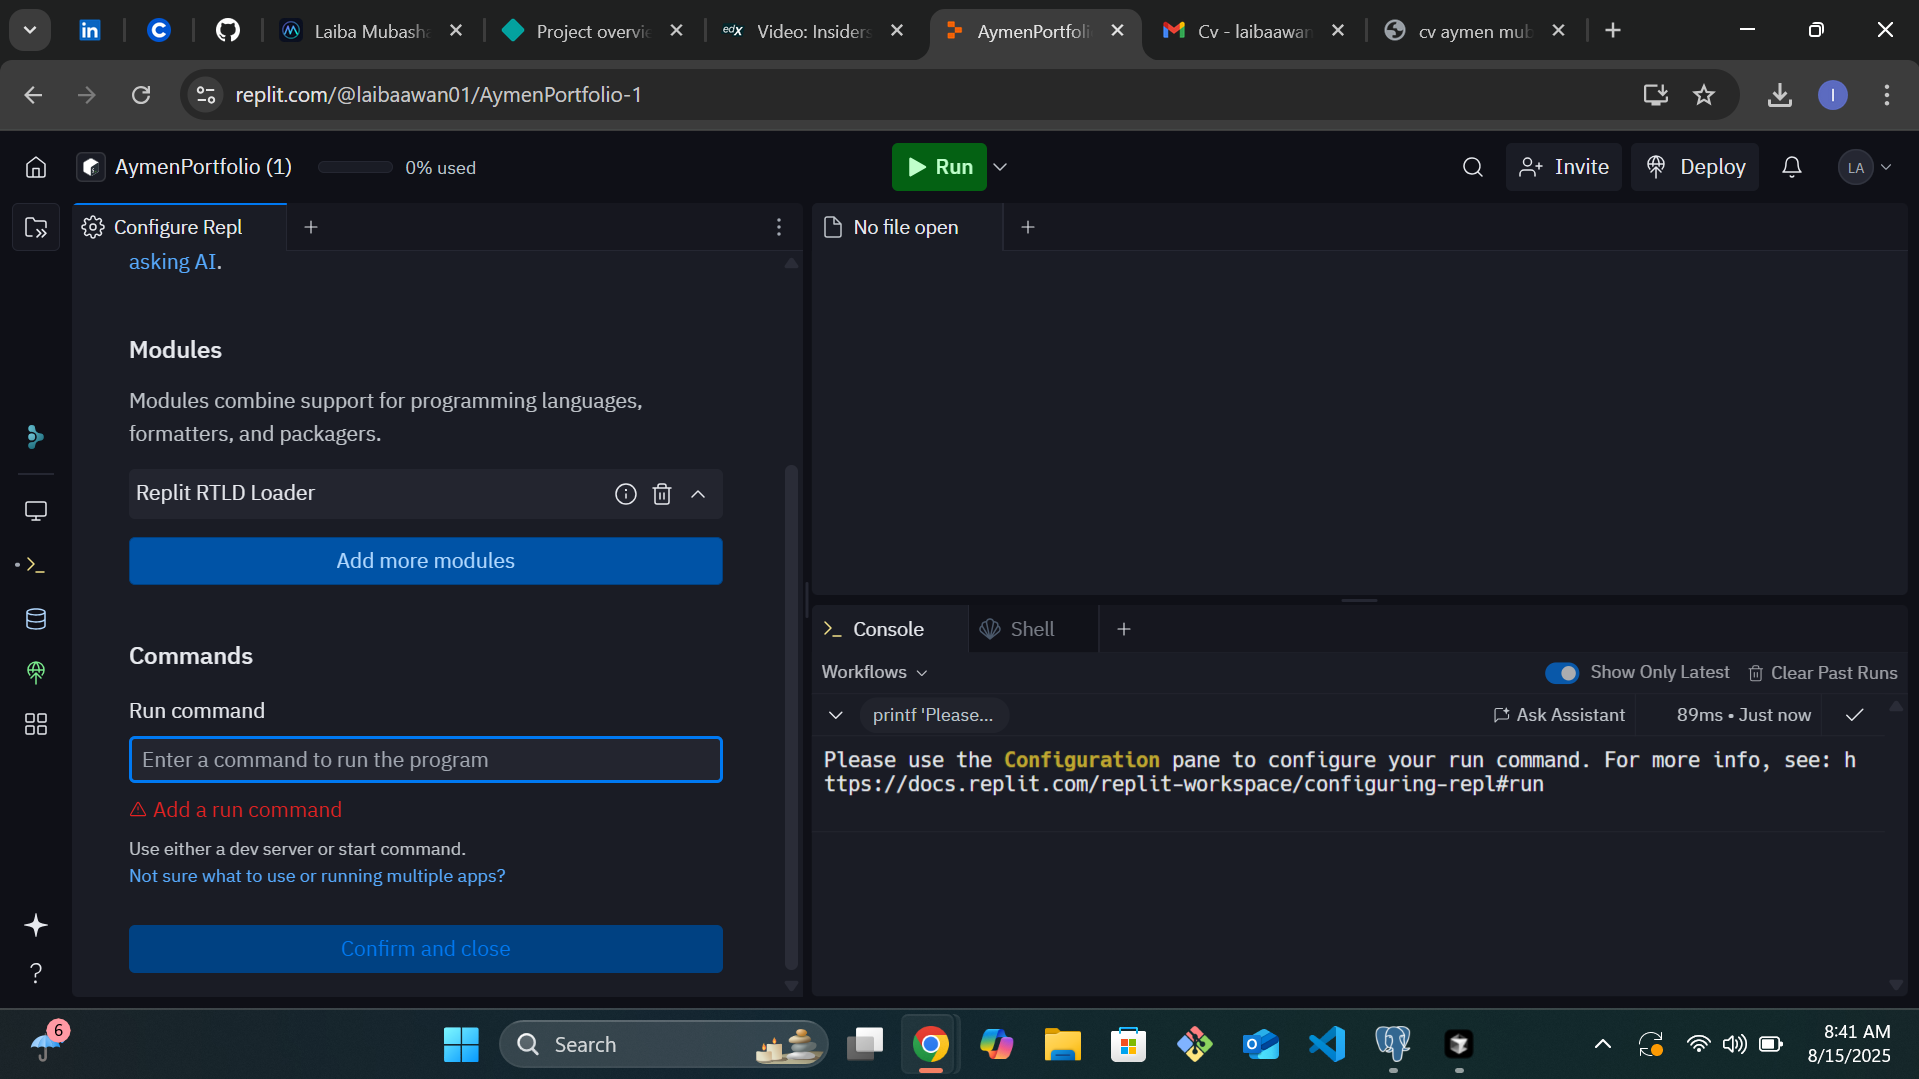 Laiba Mubasha
Project overvie
edx
Video: Insiders
AymenPortfoli
Cv - laibaawan
cv aymen mub
replit.com/@laibaawan01/AymenPortfolio-1
I
AymenPortfolio (1)
0% used
Run
Invite
Deploy
LA
Configure Repl
No file open
asking AI.
Modules
Modules combine support for programming languages,
formatters, and packagers.
Replit RTLD Loader
Add more modules
Commands
Run command
Enter a command to run the program
Add a run command
Use either a dev server or start command.
Not sure what to use or running multiple apps?
Confirm and close
Console
Shell
Workflows
Show Only Latest
Clear Past Runs
printf 'Please...
Ask Assistant
89ms • Just now
Please use the Configuration pane to configure your run command. For more info, see: h
ttps://docs.replit.com/replit-workspace/configuring-repl#run
6
Search
8:41 AM
8/15/2025